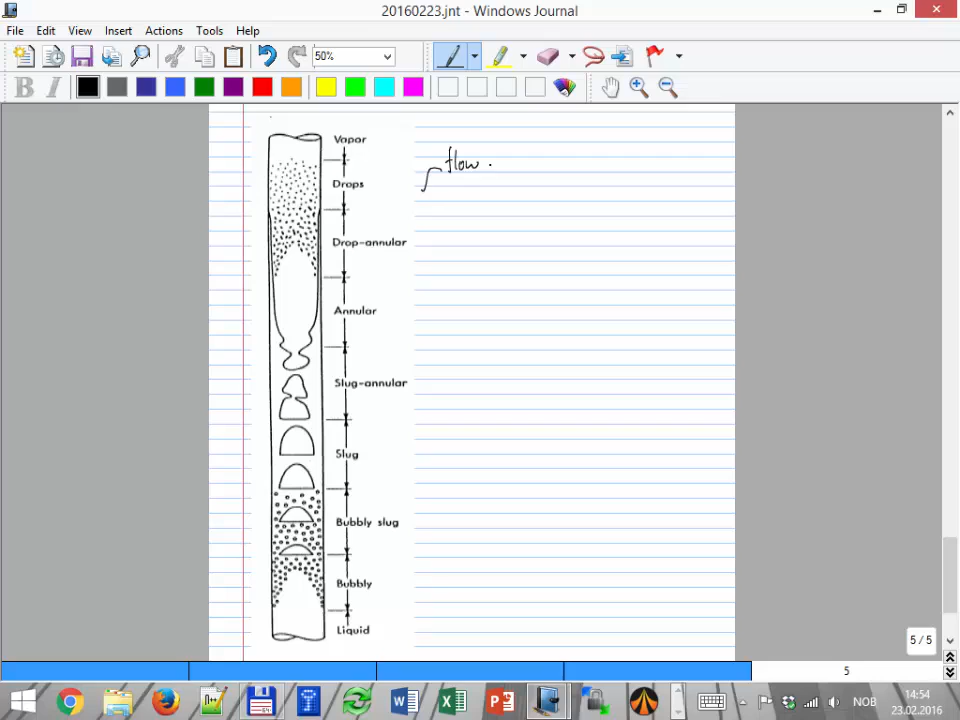 20160223.jnt - Windows Journal
File Edit View Insert Actions Tools Help
50%
B I
Vapor
flow
Drops
Drop-annular
Annular
Slug-annular
Slug
Bubbly slug
Bubbly
Liquid
5 / 5
5
NOB
14:54
23.02.2016